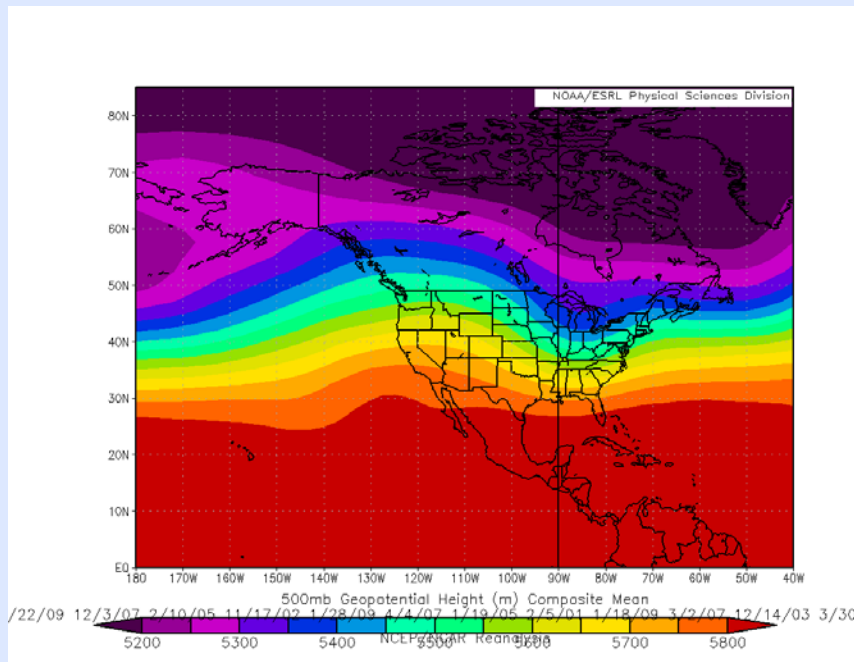 NOAA/ESRL Physical Sciences Division
80N
70N
60N
50N
40N
30N
20N
10N
EQ
180 170W 160W 150W 140W 130W 120W 110W 100W 90W 80W 70W 60W 50W 40W
500mb Geopotential Height (m) Composite Mean
/22/09 12/3/07 2/10/05 11/17/02 1/28/09 4/4/07 1/19/05 2/5/01 1/18/09 3/2/07 12/14/03 3/30
5200 5300 5400 5500 5600 5700 5800
NCEP/NCAR Reanalysis